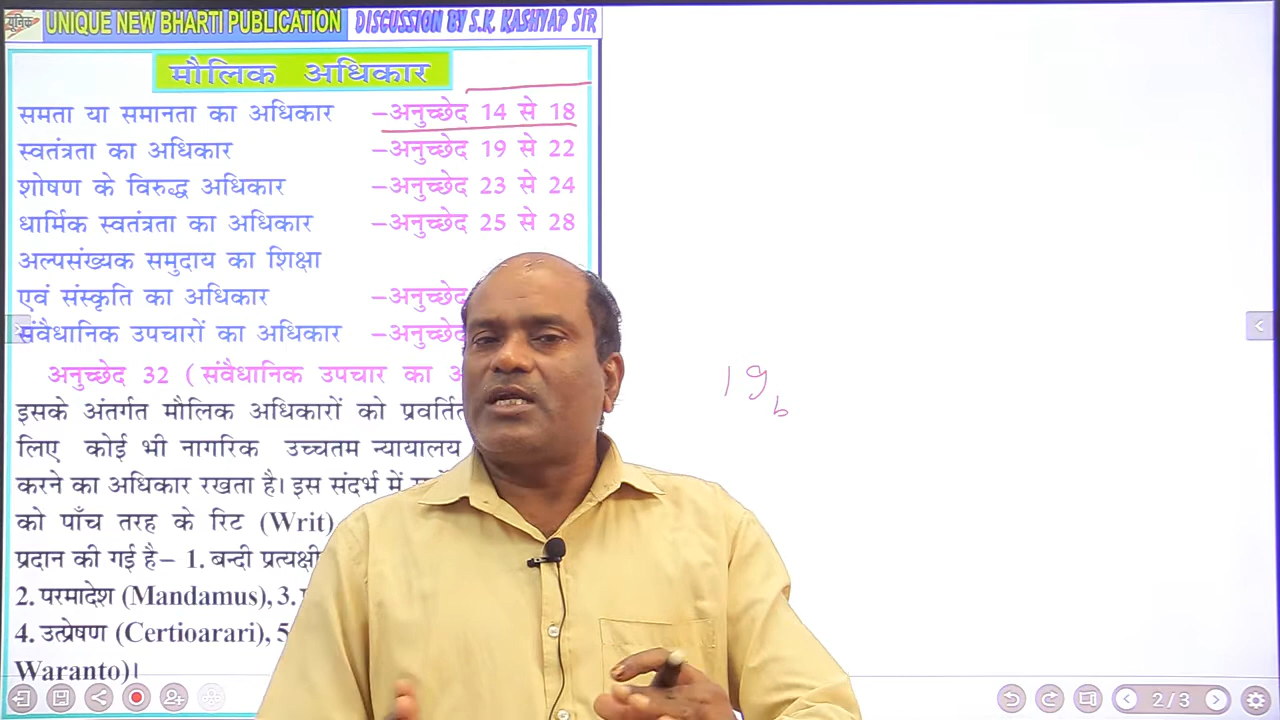 यूनिक
UNIQUE NEW BHARTI PUBLICATION
DISCUSSION BY S.K. KASHYAP SIR
मौलिक अधिकार
समता या समानता का अधिकार –अनुच्छेद 14 से 18
स्वतंत्रता का अधिकार –अनुच्छेद 19 से 22
शोषण के विरुद्ध अधिकार –अनुच्छेद 23 से 24
धार्मिक स्वतंत्रता का अधिकार –अनुच्छेद 25 से 28
अल्पसंख्यक समुदाय का शिक्षा
एवं संस्कृति का अधिकार –अनुच्छेद
संवैधानिक उपचारों का अधिकार –अनुच्छेद
अनुच्छेद 32 ( संवैधानिक उपचार का
इसके अंतर्गत मौलिक अधिकारों को
लिए कोई भी नागरिक उच्चतम न्यायालय
करने का अधिकार रखता है। इस संदर्भ में
को पाँच तरह के रिट (Writ)
प्रदान की गई है– 1. बन्दी
2. परमादेश (Mandamus), 3.
4. उत्प्रेषण (Certioarari), 5
Waranto)।
19b
2/3